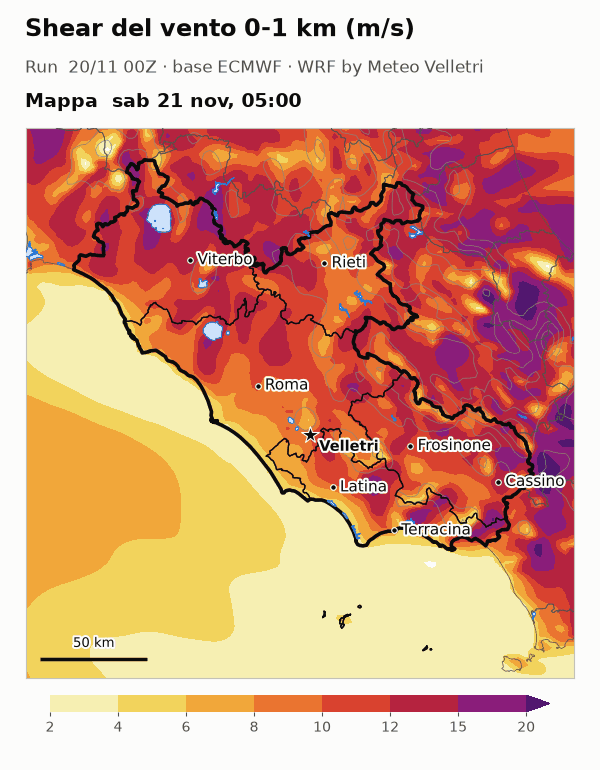 Shear del vento 0-1 km (m/s)
Run  20/11 00Z · base ECMWF · WRF by Meteo Velletri
Mappa  sab 21 nov, 05:00
Viterbo
Rieti
Roma
Velletri
Frosinone
Cassino
Latina
Terracina
50 km
2 4 6 8 10 12 15 20